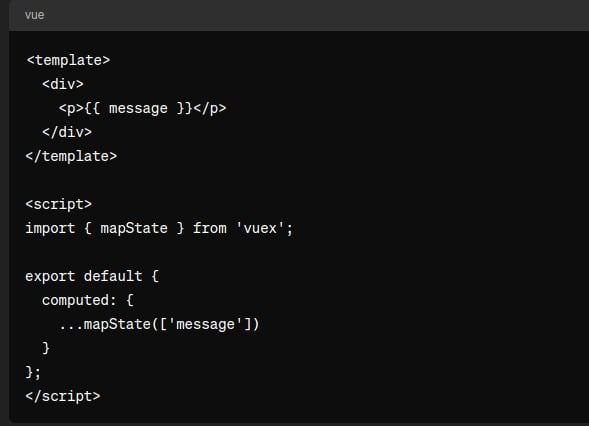 vue
<template>
  <div>
    <p>{{ message }}</p>
  </div>
</template>

<script>
import { mapState } from 'vuex';

export default {
  computed: {
    ...mapState(['message'])
  }
};
</script>